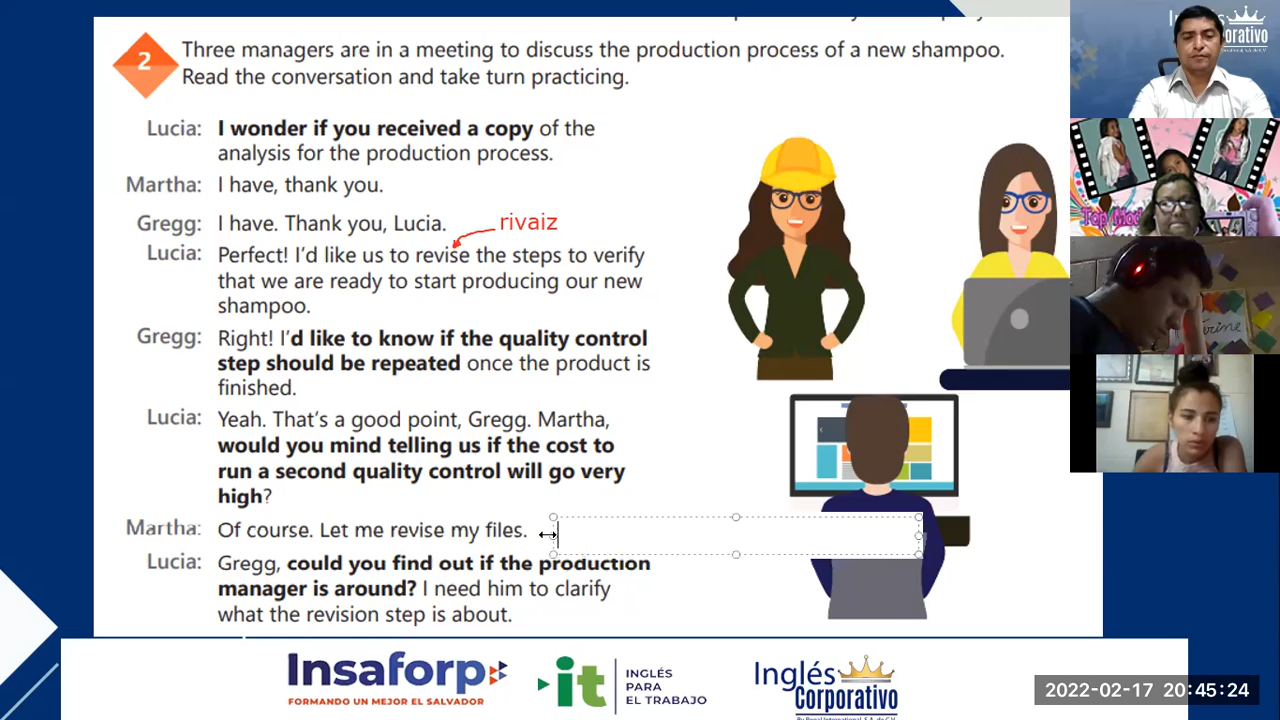 2
Three managers are in a meeting to discuss the production process of a new shampoo.
Read the conversation and take turn practicing.
Lucia: I wonder if you received a copy of the
analysis for the production process.
Martha: I have, thank you.
Gregg: I have. Thank you, Lucia.
rivaiz
Lucia: Perfect! I'd like us to revise the steps to verify
that we are ready to start producing our new
shampoo.
Gregg: Right! I'd like to know if the quality control
step should be repeated once the product is
finished.
Lucia: Yeah. That's a good point, Gregg. Martha,
would you mind telling us if the cost to
run a second quality control will go very
high?
Martha: Of course. Let me revise my files.
Lucia: Gregg, could you find out if the production
manager is around? I need him to clarify
what the revision step is about.
Insaforp
FORMANDO UN MEJOR EL SALVADOR
it
INGLÉS
PARA
EL TRABAJO
Inglés
Corporativo
2022-02-17 20:45:24